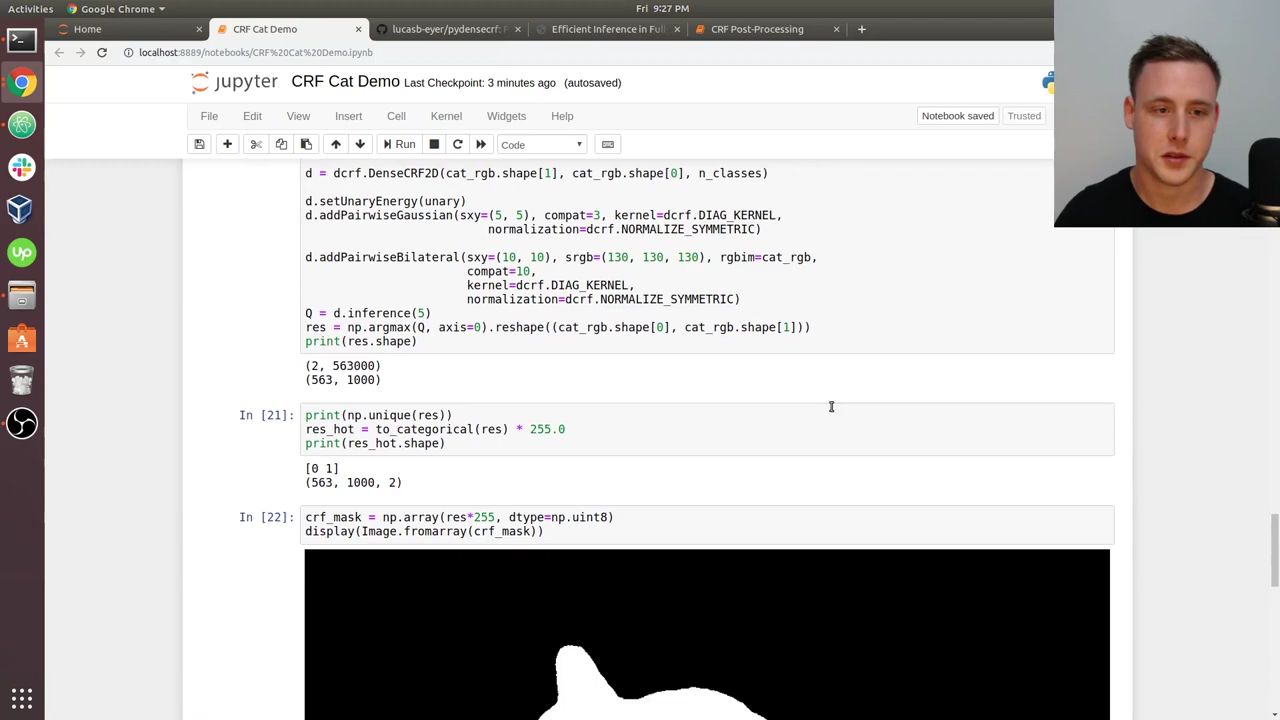 Activities
Google Chrome
Fri 9:27 PM
Home
CRF Cat Demo
lucasb-eyer/pydensecrf:
Efficient Inference in Full
CRF Post-Processing
localhost:8889/notebooks/CRF%20Cat%20Demo.ipynb
jupyter CRF Cat Demo Last Checkpoint: 3 minutes ago (autosaved)
File Edit View Insert Cell Kernel Widgets Help
Notebook saved Trusted
Run Code
d = dcrf.DenseCRF2D(cat_rgb.shape[1], cat_rgb.shape[0], n_classes)
d.setUnaryEnergy(unary)
d.addPairwiseGaussian(sxy=(5, 5), compat=3, kernel=dcrf.DIAG_KERNEL,
normalization=dcrf.NORMALIZE_SYMMETRIC)
d.addPairwiseBilateral(sxy=(10, 10), srgb=(130, 130, 130), rgbim=cat_rgb,
compat=10,
kernel=dcrf.DIAG_KERNEL,
normalization=dcrf.NORMALIZE_SYMMETRIC)
Q = d.inference(5)
res = np.argmax(Q, axis=0).reshape((cat_rgb.shape[0], cat_rgb.shape[1]))
print(res.shape)
(2, 563000)
(563, 1000)
In [21]: print(np.unique(res))
res_hot = to_categorical(res) * 255.0
print(res_hot.shape)
[0 1]
(563, 1000, 2)
In [22]: crf_mask = np.array(res*255, dtype=np.uint8)
display(Image.fromarray(crf_mask))
Up